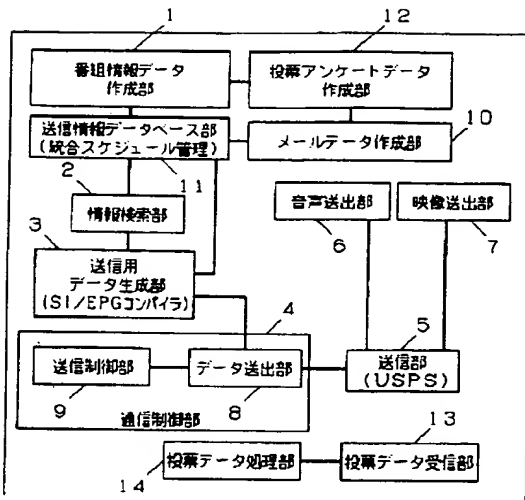 1
12
番組情報データ
作成部
投票アンケートデータ
作成部
送信情報データベース部
(統合スケジュール管理)
メールデータ作成部
10
2
11
情報検索部
音声送出部
映像送出部
3
6
7
送信用
データ生成部
(SI/EPGコンパイラ)
4
5
送信制御部
データ送出部
送信部
(USPS)
9
8
通信制御部
13
投票データ処理部
投票データ受信部
14